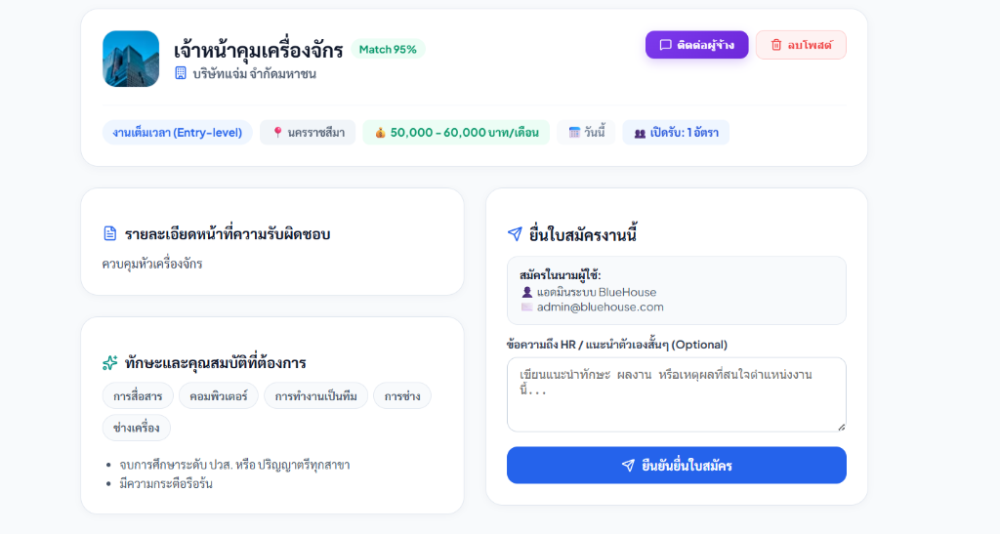 เจ้าหน้าคุมเครื่องจักร
Match 95%
บริษัทแจ่ม จำกัดมหาชน
ติดต่อผู้จ้าง
ลบโพสต์
งานเต็มเวลา (Entry-level)
นครราชสีมา
50,000 - 60,000 บาท/เดือน
วันนี้
เปิดรับ: 1 อัตรา
รายละเอียดหน้าที่ความรับผิดชอบ
ควบคุมหัวเครื่องจักร
ทักษะและคุณสมบัติที่ต้องการ
การสื่อสาร
คอมพิวเตอร์
การทำงานเป็นทีม
การช่าง
ช่างเครื่อง
จบการศึกษาระดับ ปวส. หรือ ปริญญาตรีทุกสาขา
มีความกระตือรือร้น
ยื่นใบสมัครงานนี้
สมัครในนามผู้ใช้:
แอดมินระบบ BlueHouse
admin@bluehouse.com
ข้อความถึง HR / แนะนำตัวเองสั้นๆ (Optional)
เขียนแนะนำทักษะ ผลงาน หรือเหตุผลที่สนใจตำแหน่งงาน
นี้...
ยืนยันยื่นใบสมัคร